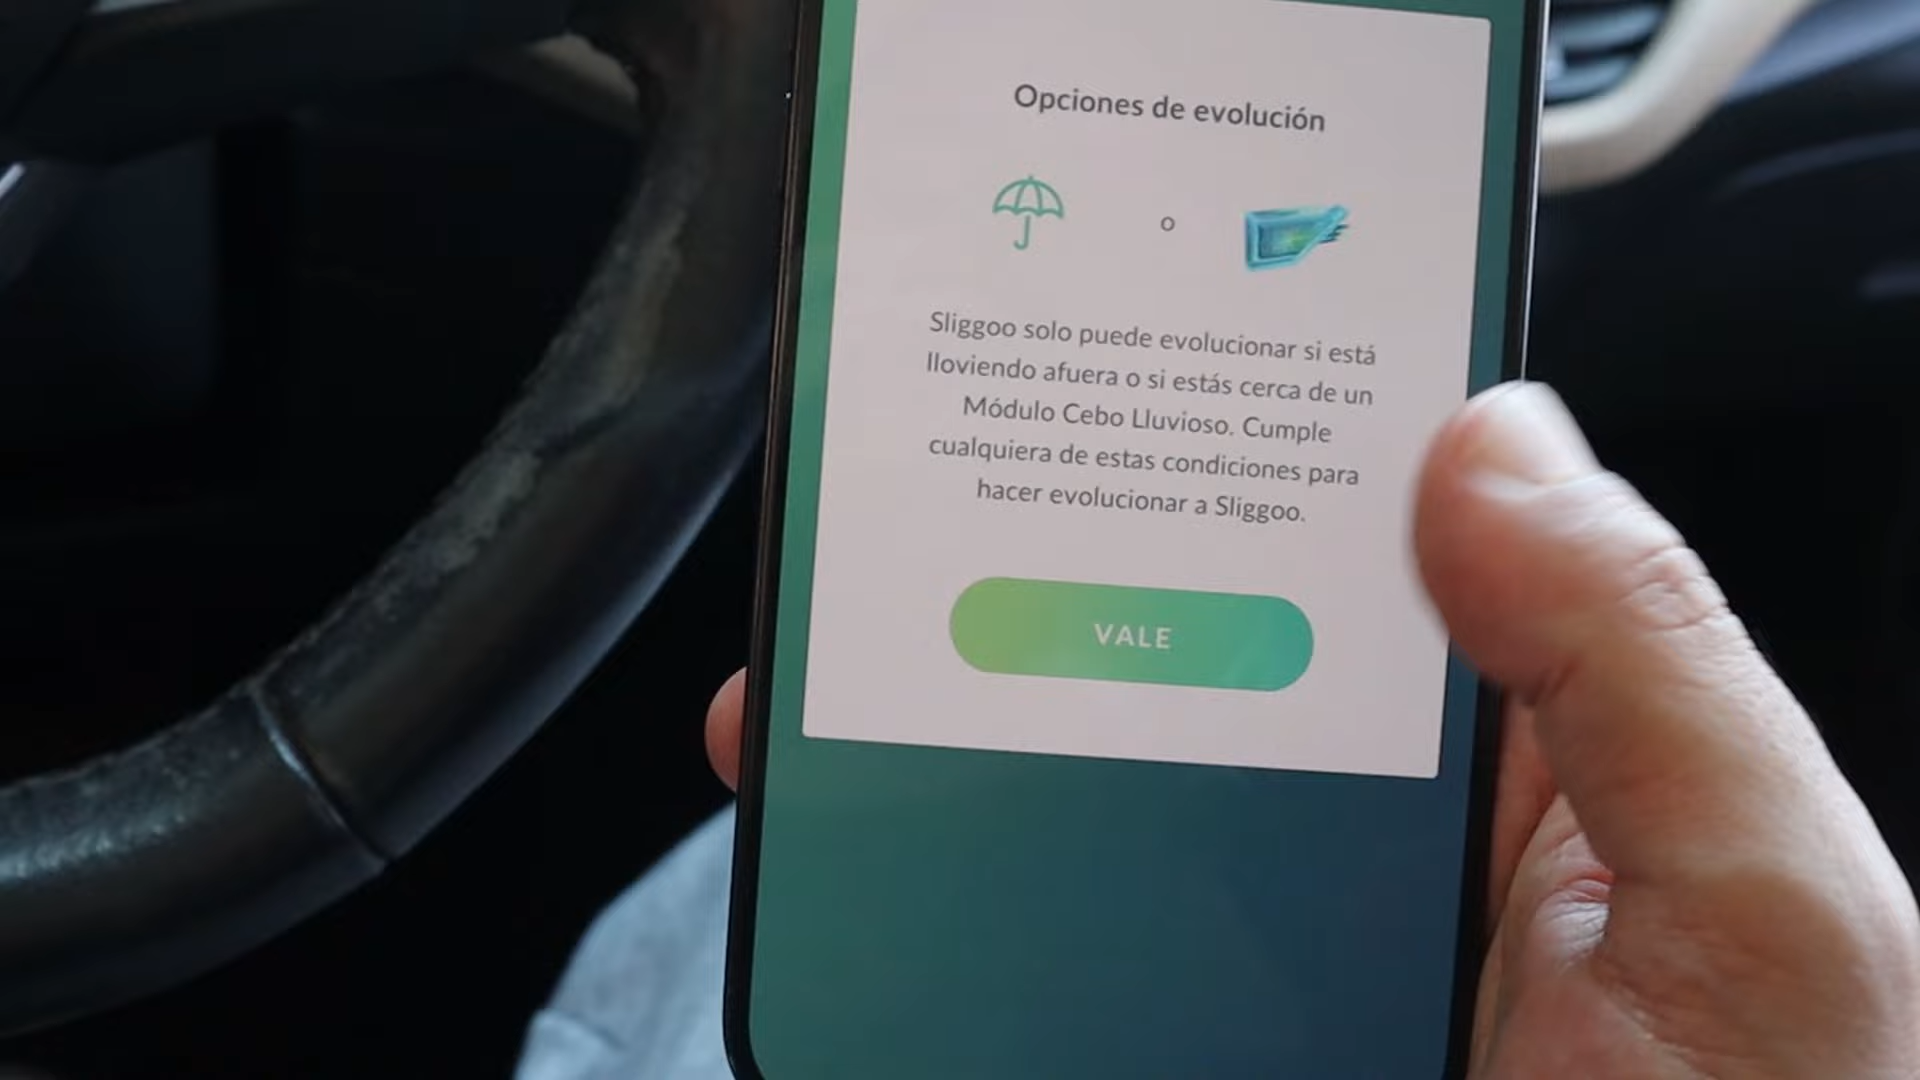 Opciones de evolución
o
Sliggoo solo puede evolucionar si está
lloviendo afuera o si estás cerca de un
Módulo Cebo Lluvioso. Cumple
cualquiera de estas condiciones para
hacer evolucionar a Sliggoo.
VALE